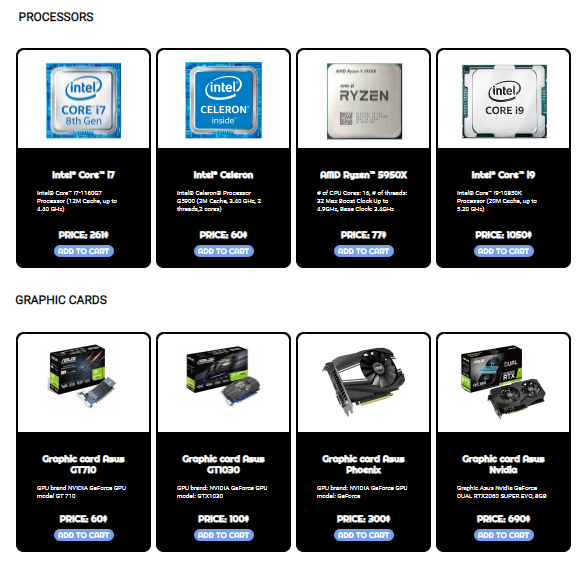 PROCESSORS
intel
CORE i7
8th Gen
intel
CELERON
inside
AMD Ryzen 9 5950X
AMD
RYZEN
intel
CORE i9
Intel® Core™ i7
Intel® Celeron
AMD Ryzen™ 5950X
Intel® Core™ i9
Intel® Core™ i7-1160G7
Processor (12M Cache, up to
4.40 GHz)
Intel® Celeron® Processor
G5900 (2M Cache, 3.40 GHz, 2
threads,2 cores)
# of CPU Cores: 16, # of threads:
32 Max Boost Clock Up to
4.9GHz, Base Clock: 3.4GHz
Intel® Core™ i9-10850K
Processor (20M Cache, up to
5.20 GHz)
PRICE: 261$
PRICE: 60$
PRICE: 77$
PRICE: 1050$
ADD TO CART
ADD TO CART
ADD TO CART
ADD TO CART
GRAPHIC CARDS
ASUS
ASUS
ASUS
DUAL
RTX
Graphic card Asus
GT710
Graphic card Asus
GT1030
Graphic card Asus
Phoenix
Graphic card Asus
Nvidia
GPU brand NVIDIA GeForce GPU
model GT 710
GPU brand: NVIDIA GeForce GPU
model: GTX1030
GPU brand: NVIDIA GeForce GPU
model: GeForce
Graphic Asus Nvidia GeForce
DUAL RTX2060 SUPER EVO, 8GB
PRICE: 60$
PRICE: 100$
PRICE: 300$
PRICE: 690$
ADD TO CART
ADD TO CART
ADD TO CART
ADD TO CART